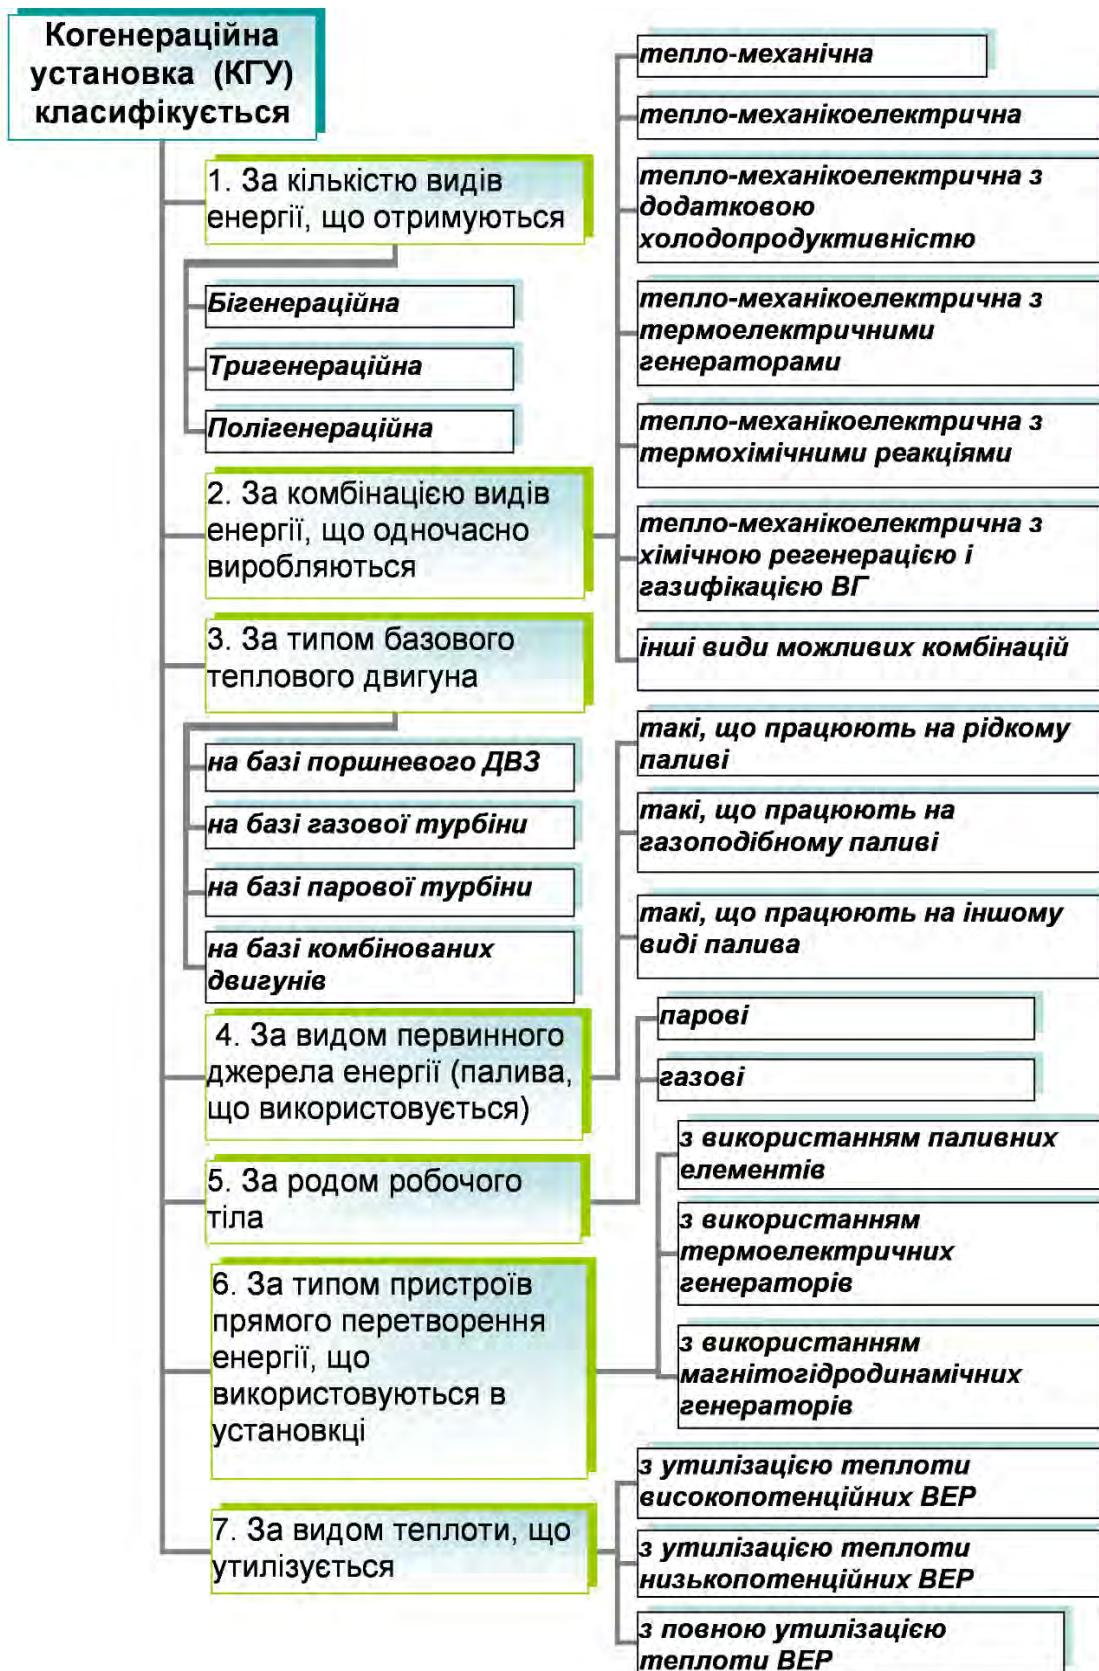 Когенераційна
установка (КГУ)
класифікується
1. За кількістю видів
енергії, що отримуються
Бігенераційна
Тригенераційна
Полігенераційна
2. За комбінацією видів
енергії, що одночасно
виробляються
тепло-механічна
тепло-механікоелектрична
тепло-механікоелектрична з
додатковою
холодопродуктивністю
тепло-механікоелектрична з
термоелектричними
генераторами
тепло-механікоелектрична з
термохімічними реакціями
тепло-механікоелектрична з
хімічною регенерацією і
газифікацією ВГ
інші види можливих комбінацій
3. За типом базового
теплового двигуна
на базі поршневого ДВЗ
на базі газової турбіни
на базі парової турбіни
на базі комбінованих
двигунів
4. За видом первинного
джерела енергії (палива,
що використовується)
такі, що працюють на рідкому
паливі
такі, що працюють на
газоподібному паливі
такі, що працюють на іншому
виді палива
5. За родом робочого
тіла
парові
газові
6. За типом пристроїв
прямого перетворення
енергії, що
використовуються в
установкці
з використанням паливних
елементів
з використанням
термоелектричних
генераторів
з використанням
магнітогідродинамічних
генераторів
7. За видом теплоти, що
утилізується
з утилізацією теплоти
високопотенційних ВЕР
з утилізацією теплоти
низькопотенційних ВЕР
з повною утилізацією
теплоти ВЕР